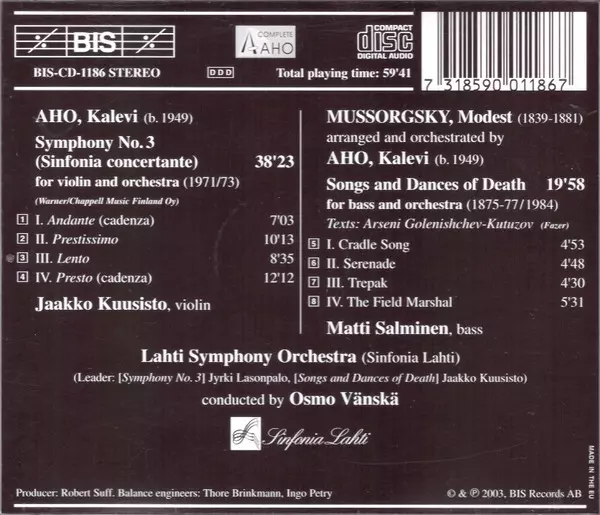 BIS
COMPLETE
AAHO
COMPACT
disc
DIGITAL AUDIO
BIS-CD-1186 STEREO
DDD
Total playing time: 59'41
7 318590 011867
AHO, Kalevi (b. 1949)
Symphony No. 3
(Sinfonia concertante) 38'23
for violin and orchestra (1971/73)
(Warner/Chappell Music Finland Oy)
1 I. Andante (cadenza) 7'03
2 II. Prestissimo 10'13
3 III. Lento 8'35
4 IV. Presto (cadenza) 12'12
Jaakko Kuusisto, violin
MUSSORGSKY, Modest (1839-1881)
arranged and orchestrated by
AHO, Kalevi (b. 1949)
Songs and Dances of Death 19'58
for bass and orchestra (1875-77/1984)
Texts: Arseni Golenishchev-Kutuzov (Fazer)
5 I. Cradle Song 4'53
6 II. Serenade 4'48
7 III. Trepak 4'30
8 IV. The Field Marshal 5'31
Matti Salminen, bass
Lahti Symphony Orchestra (Sinfonia Lahti)
(Leader: [Symphony No. 3] Jyrki Lasonpalo, [Songs and Dances of Death] Jaakko Kuusisto)
conducted by Osmo Vänskä
Sinfonia Lahti
MADE IN THE EU
Producer: Robert Suff. Balance engineers: Thore Brinkmann, Ingo Petry
© & ℗ 2003, BIS Records AB